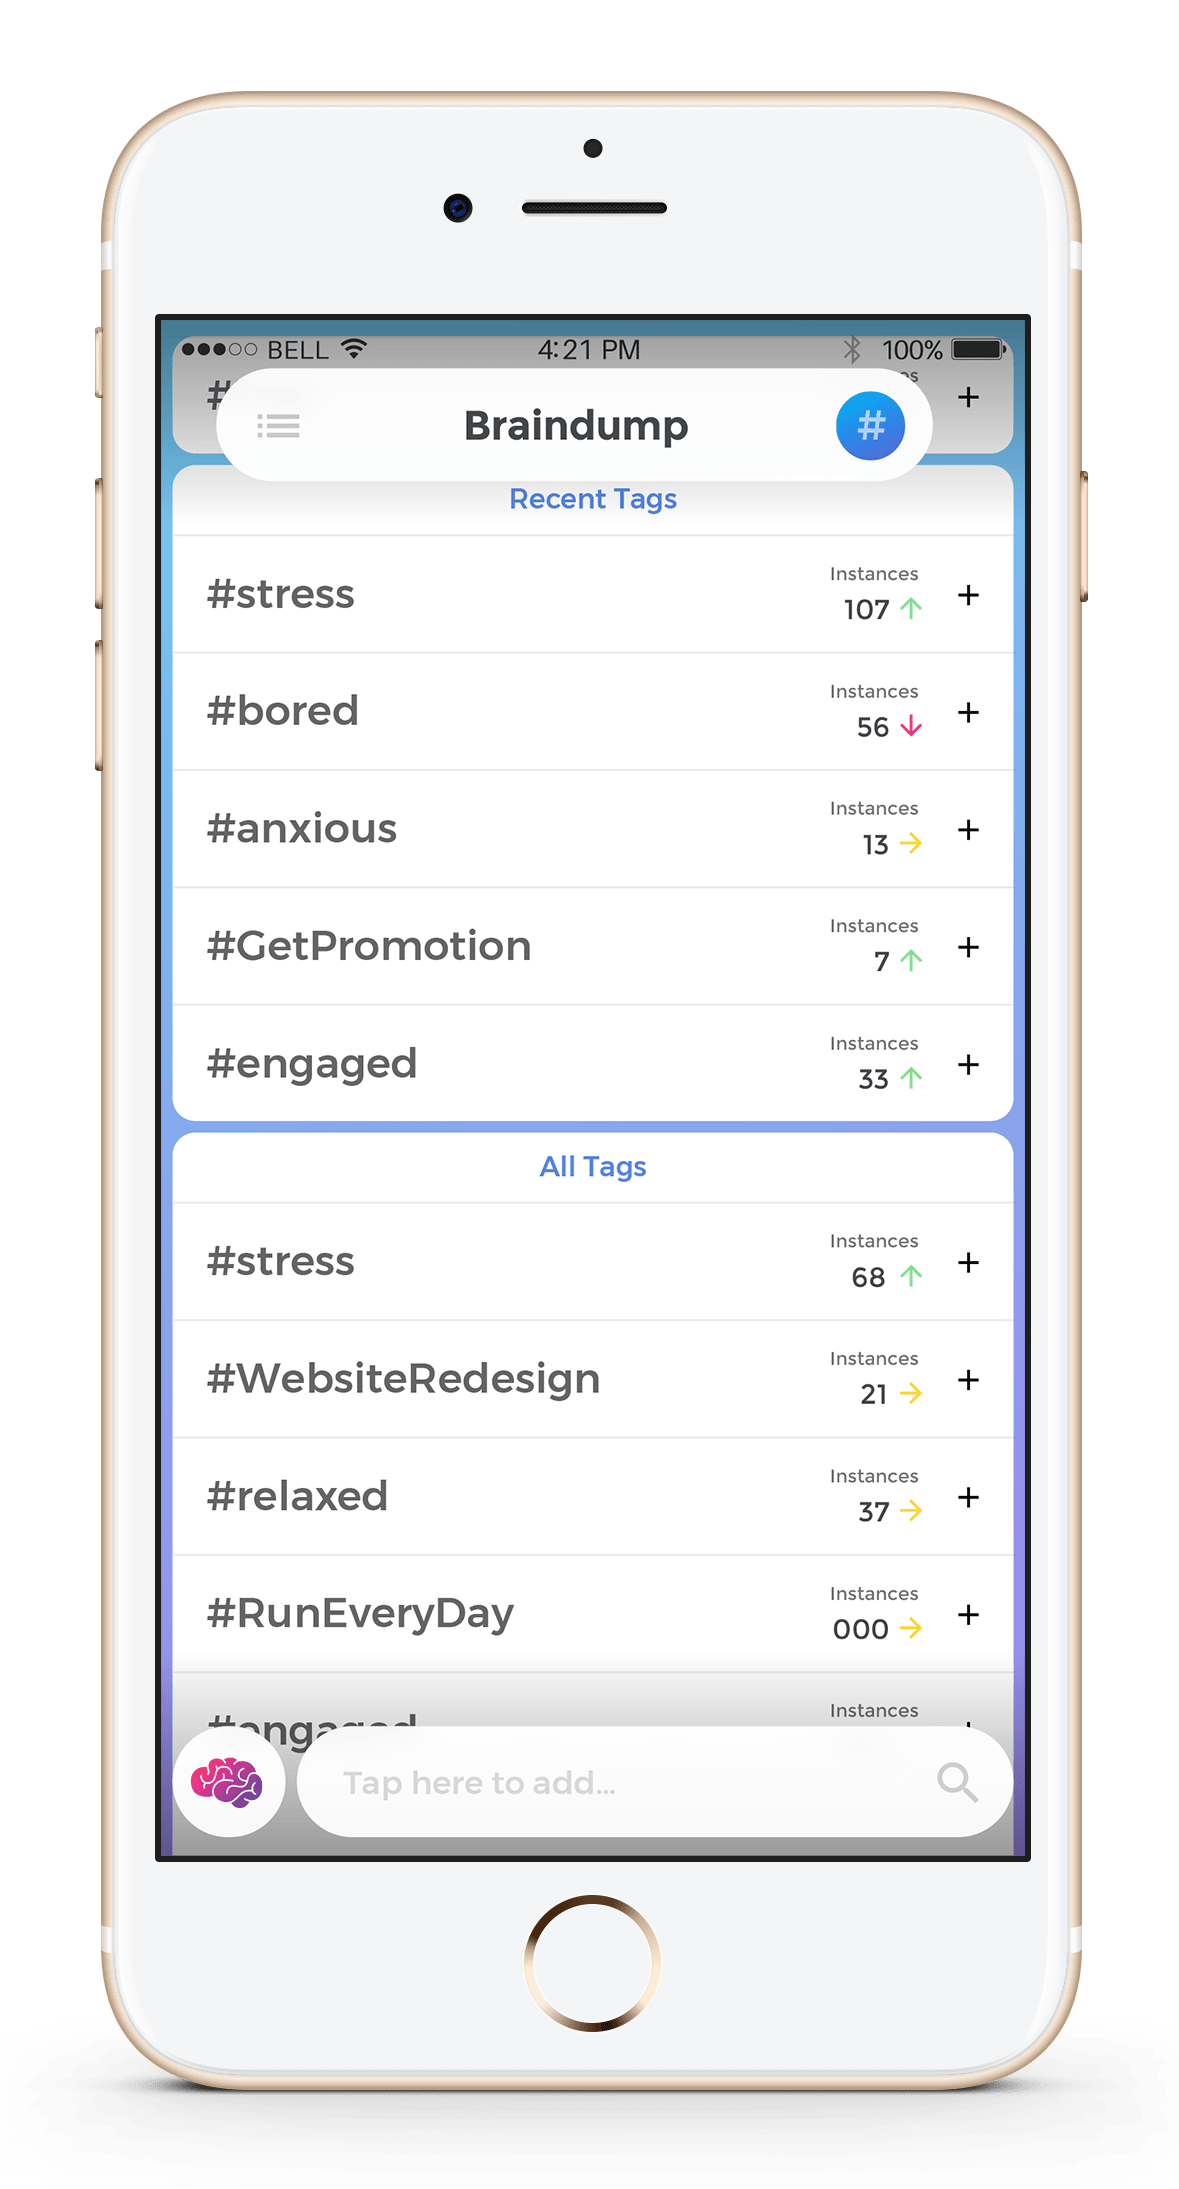 BELL
4:21 PM
100%
#
Braindump
#
Recent Tags
#stress
Instances
107
+
#bored
Instances
56
+
#anxious
Instances
13
+
#GetPromotion
Instances
7
+
#engaged
Instances
33
+
All Tags
#stress
Instances
68
+
#WebsiteRedesign
Instances
21
+
#relaxed
Instances
37
+
#RunEveryDay
Instances
000
+
#engaged
Instances
Tap here to add...